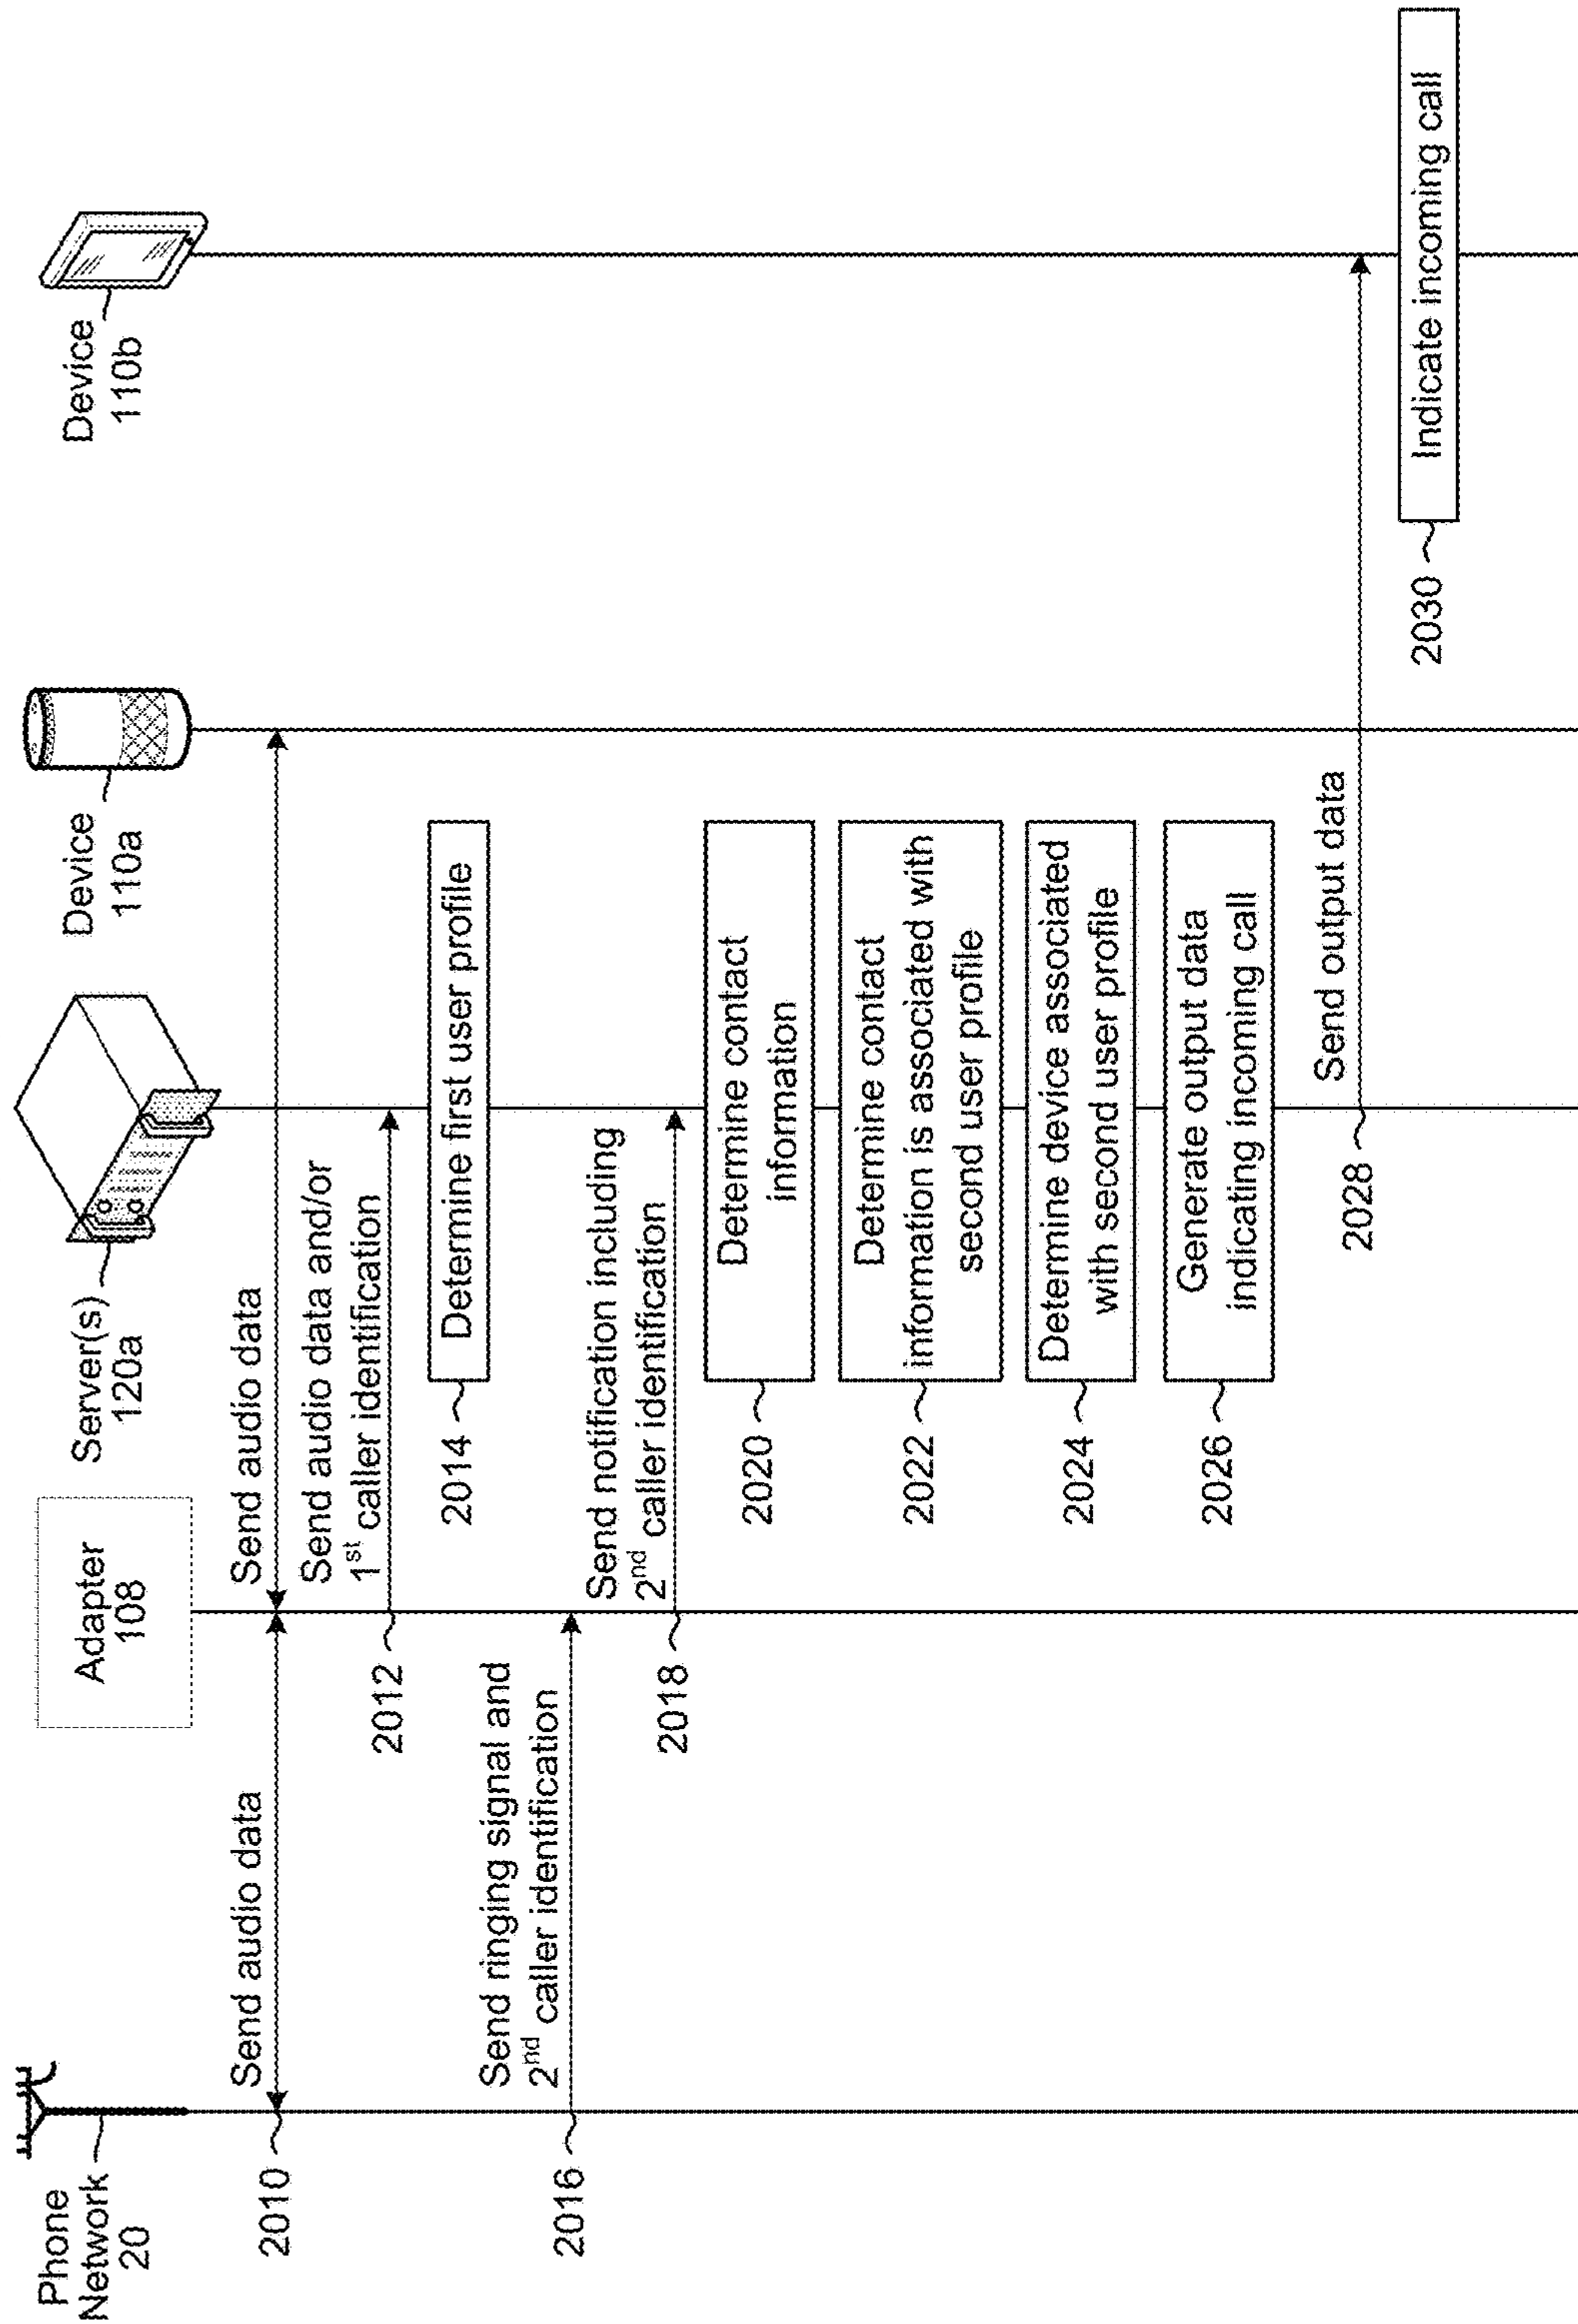 Phone
Network
20
Adapter
108
Server(s)
120a
Device
110a
Device
110b
2010
Send audio data
Send audio data
Send audio data and/or
1st caller identification
2012
2014
Determine first user profile
Send ringing signal and
2nd caller identification
2016
Send notification including
2nd caller identification
2018
2020
Determine contact
information
2022
Determine contact
information is associated with
second user profile
2024
Determine device associated
with second user profile
2026
Generate output data
indicating incoming call
Send output data
2028
2030
Indicate incoming call